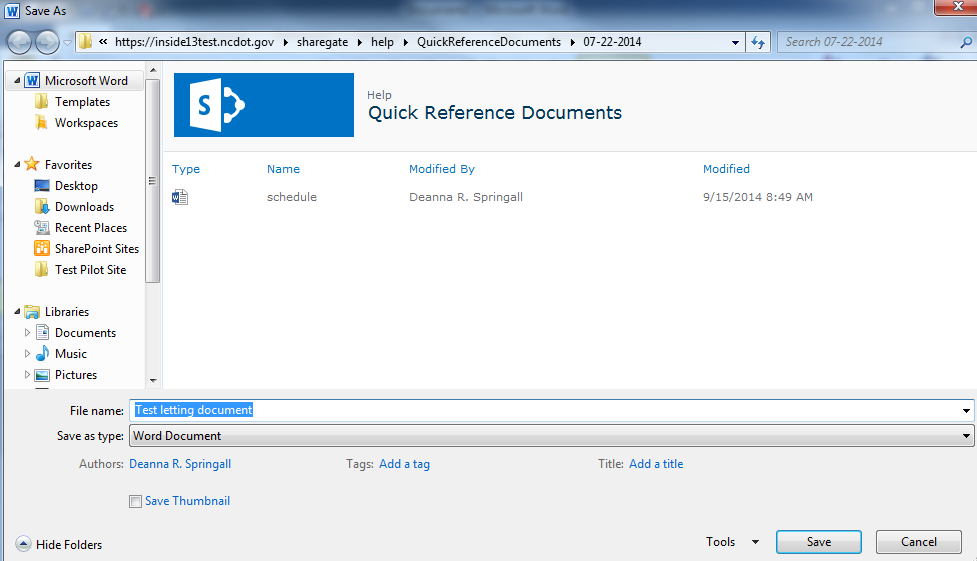 Save As
« https://inside13test.ncdot.gov ▸ sharegate ▸ help ▸ QuickReferenceDocuments ▸ 07-22-2014
Search 07-22-2014
Microsoft Word
Templates
Workspaces
Favorites
Desktop
Downloads
Recent Places
SharePoint Sites
Test Pilot Site
Libraries
Documents
Music
Pictures
Help
Quick Reference Documents
Type Name Modified By Modified
schedule Deanna R. Springall 9/15/2014 8:49 AM
File name: Test letting document
Save as type: Word Document
Authors: Deanna R. Springall Tags: Add a tag Title: Add a title
Save Thumbnail
Hide Folders Tools Save Cancel